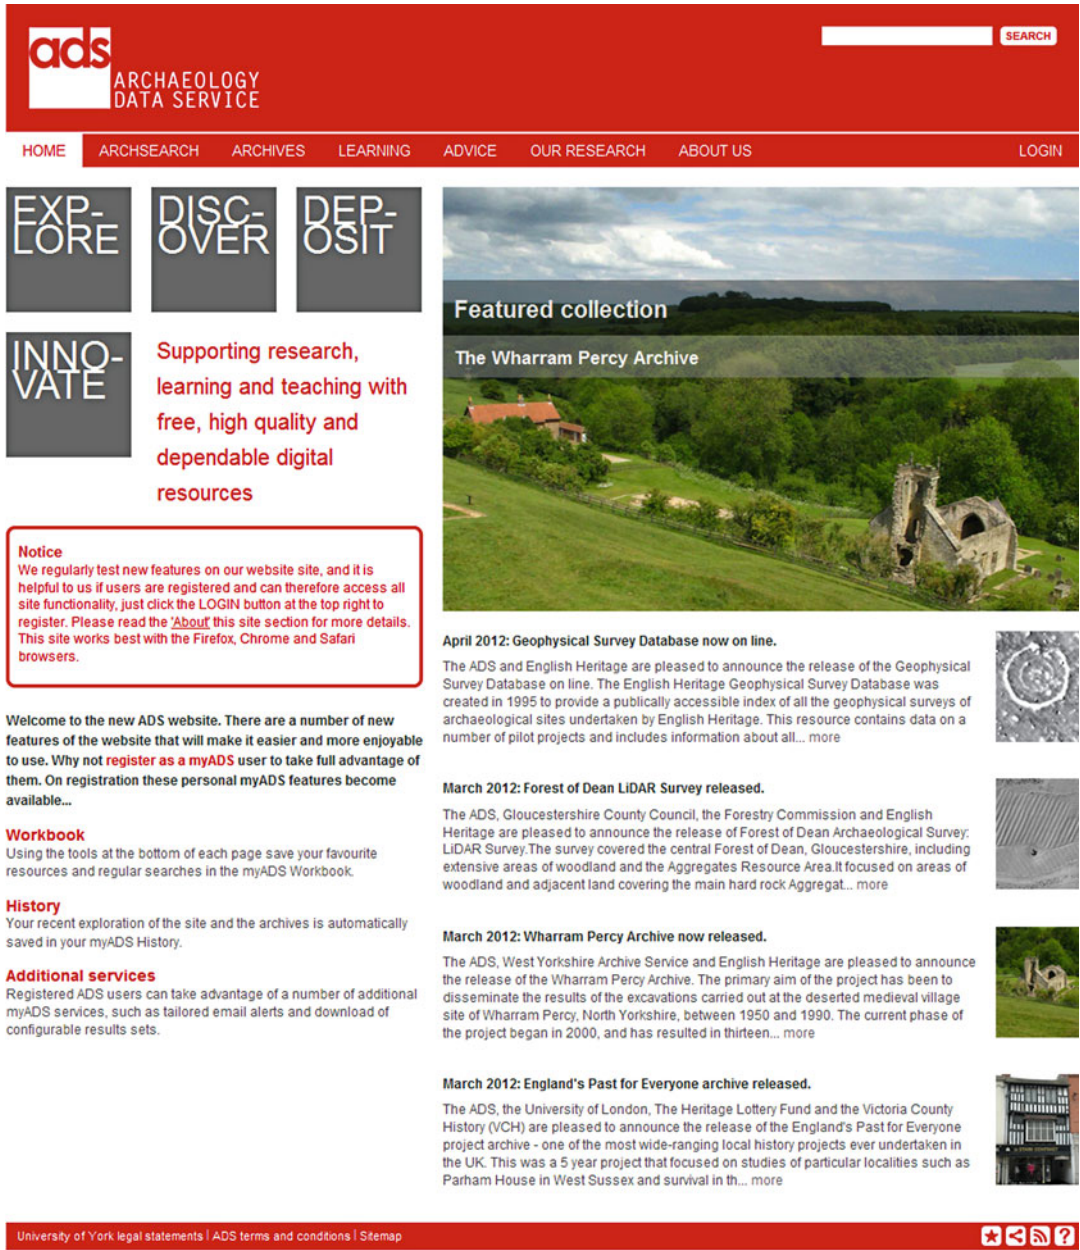 ads
ARCHAEOLOGY
DATA SERVICE
SEARCH
HOME ARCHSEARCH ARCHIVES LEARNING ADVICE OUR RESEARCH ABOUT US LOGIN
EXP-
LORE
DISC-
OVER
DEP-
OSIT
INNO-
VATE
Supporting research,
learning and teaching with
free, high quality and
dependable digital
resources
Notice
We regularly test new features on our website site, and it is
helpful to us if users are registered and can therefore access all
site functionality, just click the LOGIN button at the top right to
register. Please read the 'About' this site section for more details.
This site works best with the Firefox, Chrome and Safari
browsers.
Welcome to the new ADS website. There are a number of new
features of the website that will make it easier and more enjoyable
to use. Why not register as a myADS user to take full advantage of
them. On registration these personal myADS features become
available...
Workbook
Using the tools at the bottom of each page save your favourite
resources and regular searches in the myADS Workbook.
History
Your recent exploration of the site and the archives is automatically
saved in your myADS History.
Additional services
Registered ADS users can take advantage of a number of additional
myADS services, such as tailored email alerts and download of
configurable results sets.
Featured collection
The Wharram Percy Archive
April 2012: Geophysical Survey Database now on line.
The ADS and English Heritage are pleased to announce the release of the Geophysical
Survey Database on line. The English Heritage Geophysical Survey Database was
created in 1995 to provide a publically accessible index of all the geophysical surveys of
archaeological sites undertaken by English Heritage. This resource contains data on a
number of pilot projects and includes information about all... more
March 2012: Forest of Dean LiDAR Survey released.
The ADS, Gloucestershire County Council, the Forestry Commission and English
Heritage are pleased to announce the release of Forest of Dean Archaeological Survey:
LiDAR Survey.The survey covered the central Forest of Dean, Gloucestershire, including
extensive areas of woodland and the Aggregates Resource Area.It focused on areas of
woodland and adjacent land covering the main hard rock Aggregat... more
March 2012: Wharram Percy Archive now released.
The ADS, West Yorkshire Archive Service and English Heritage are pleased to announce
the release of the Wharram Percy Archive. The primary aim of the project has been to
disseminate the results of the excavations carried out at the deserted medieval village
site of Wharram Percy, North Yorkshire, between 1950 and 1990. The current phase of
the project began in 2000, and has resulted in thirteen... more
March 2012: England's Past for Everyone archive released.
The ADS, the University of London, The Heritage Lottery Fund and the Victoria County
History (VCH) are pleased to announce the release of the England's Past for Everyone
project archive - one of the most wide-ranging local history projects ever undertaken in
the UK. This was a 5 year project that focused on studies of particular localities such as
Parham House in West Sussex and survival in th... more
University of York legal statements | ADS terms and conditions | Sitemap
?